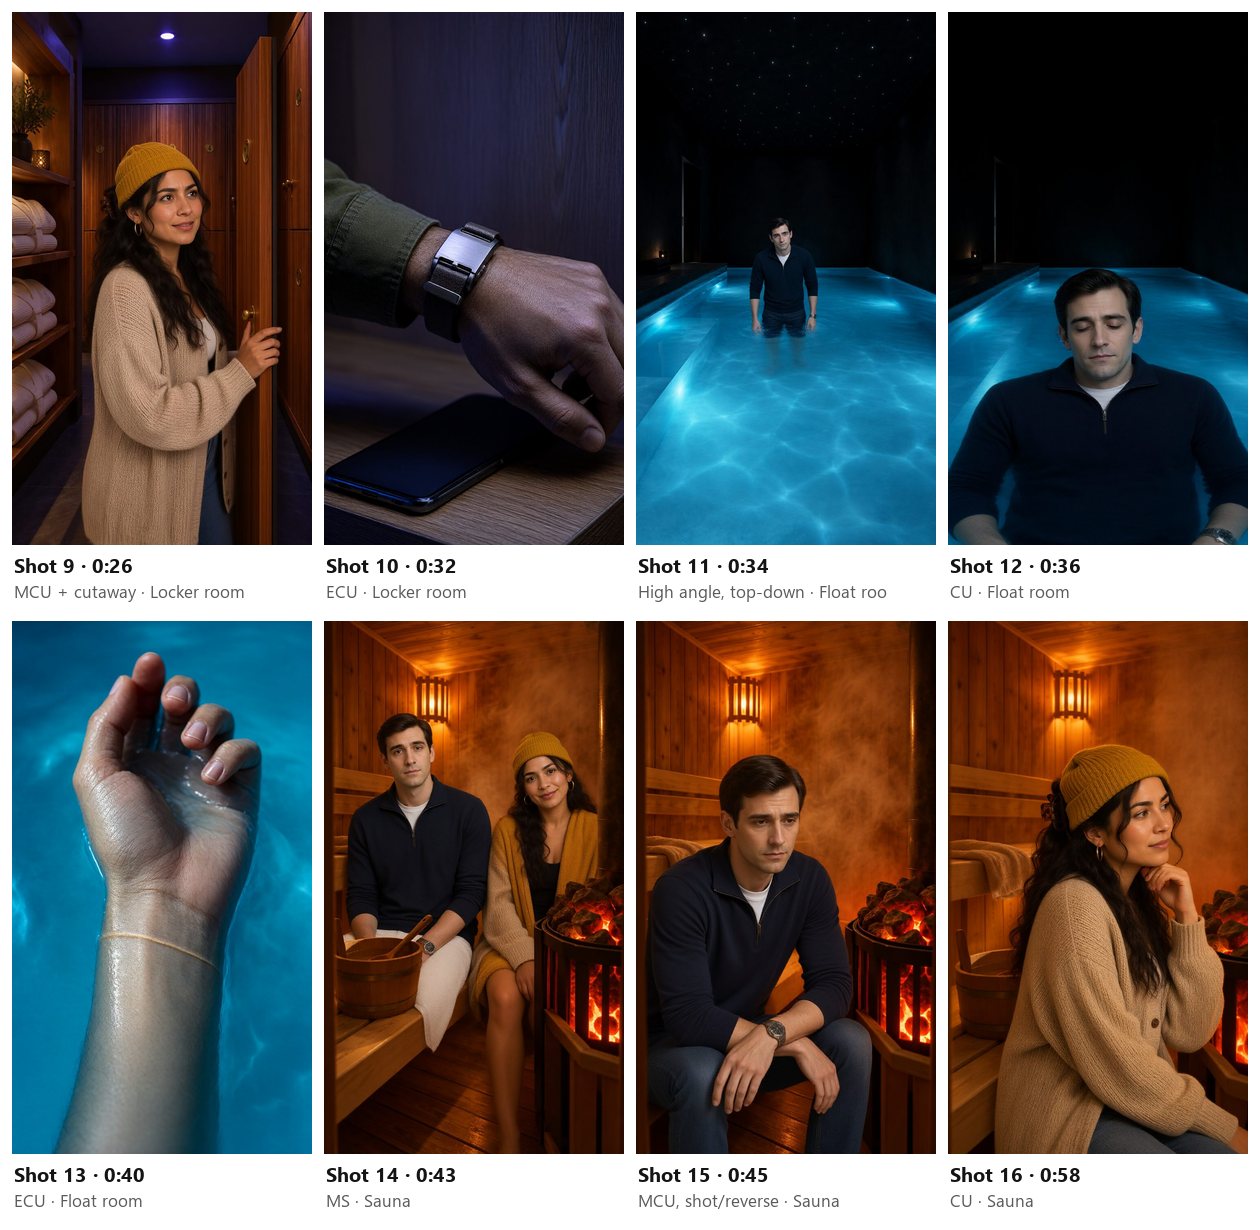 Shot 9 · 0:26
MCU + cutaway · Locker room
Shot 10 · 0:32
ECU · Locker room
Shot 11 · 0:34
High angle, top-down · Float roo
Shot 12 · 0:36
CU · Float room
Shot 13 · 0:40
ECU · Float room
Shot 14 · 0:43
MS · Sauna
Shot 15 · 0:45
MCU, shot/reverse · Sauna
Shot 16 · 0:58
CU · Sauna